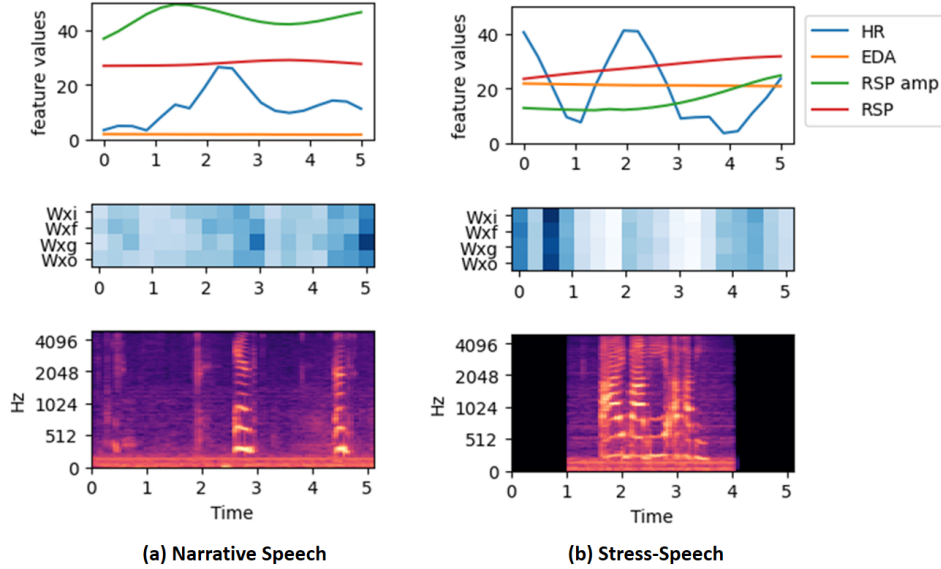 feature values
40
20
0
0 1 2 3 4 5
feature values
40
20
0
0 1 2 3 4 5
HR
EDA
RSP amp
RSP
Wxi
Wxf
Wxg
Wxo
0 1 2 3 4 5
Wxi
Wxf
Wxg
Wxo
0 1 2 3 4 5
Hz
4096
2048
1024
512
0
0 1 2 3 4 5
Time
Hz
4096
2048
1024
512
0
0 1 2 3 4 5
Time
(a) Narrative Speech
(b) Stress-Speech